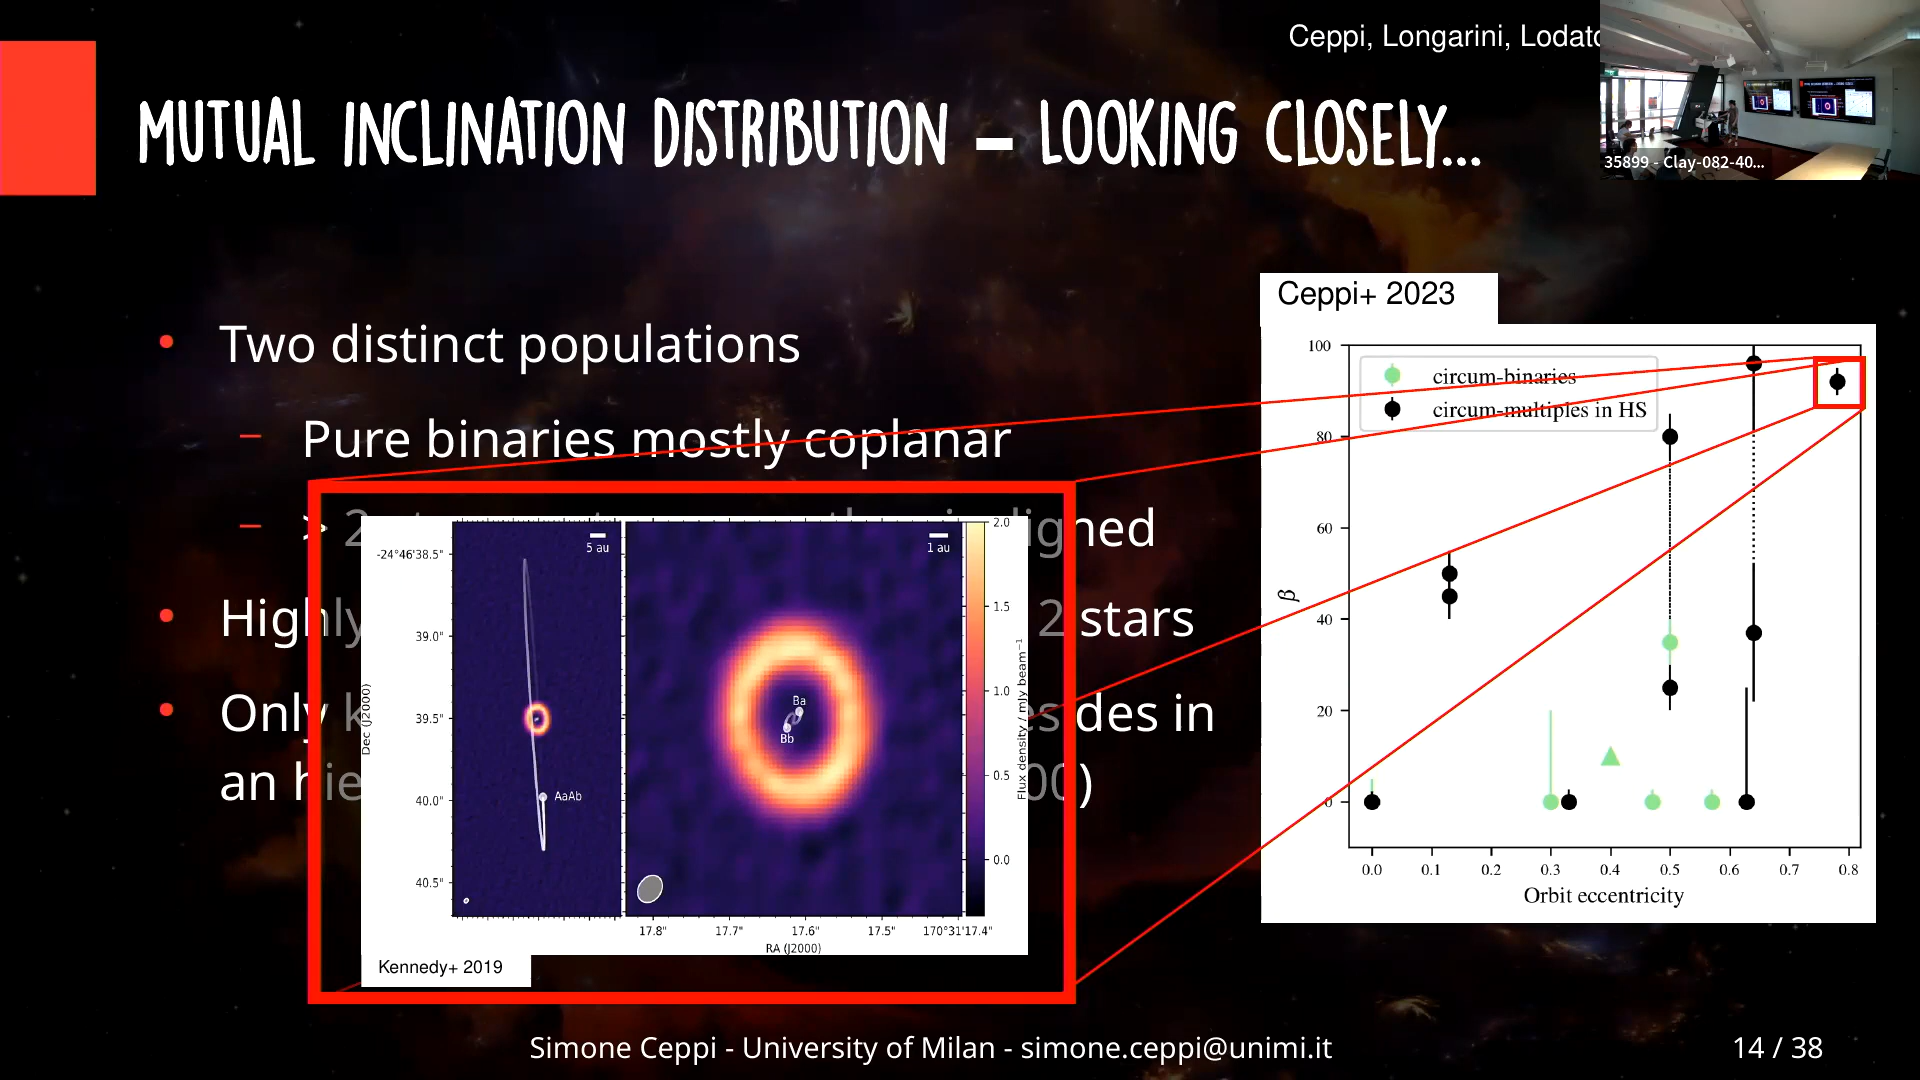 Ceppi, Longarini, Lodato
35899 - Clay-082-40...
MUTUAL INCLINATION DISTRIBUTION – LOOKING CLOSELY...
Two distinct populations
– Pure binaries mostly coplanar
– > 2
Highly 2 stars
Only des in
an hie 00)
Ceppi+ 2023
100
80
60
40
20
0
β
circum-binaries
circum-multiples in HS
0.0 0.1 0.2 0.3 0.4 0.5 0.6 0.7 0.8
Orbit eccentricity
5 au
1 au
-24°46'38.5"
39.0"
39.5"
40.0"
40.5"
Dec (J2000)
AaAb
Ba
Bb
2.0
1.5
1.0
0.5
0.0
Flux density / mJy beam⁻¹
17.8" 17.7" 17.6" 17.5" 170°31'17.4"
RA (J2000)
Kennedy+ 2019
Simone Ceppi - University of Milan - simone.ceppi@unimi.it
14 / 38